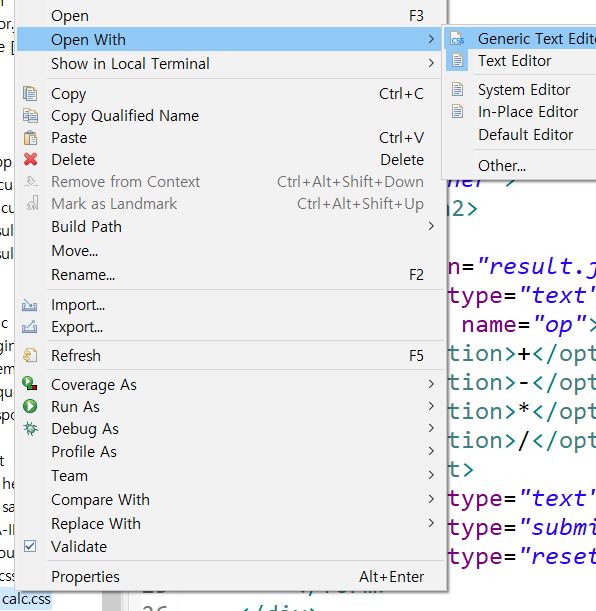 Open F3
Open With
Show in Local Terminal
Copy Ctrl+C
Copy Qualified Name
Paste Ctrl+V
Delete Delete
Remove from Context Ctrl+Alt+Shift+Down
Mark as Landmark Ctrl+Alt+Shift+Up
Build Path
Move...
Rename... F2
Import...
Export...
Refresh F5
Coverage As
Run As
Debug As
Profile As
Team
Compare With
Replace With
Validate
Properties Alt+Enter
calc.css
Generic Text Edit
Text Editor
System Editor
In-Place Editor
Default Editor
Other...
n2>
n="result.j
type="text"
name="op">
tion>+</opt
tion>-</opt
tion>*</opt
tion>/</opt
t>
type="text"
type="submi
type="reset
</div>